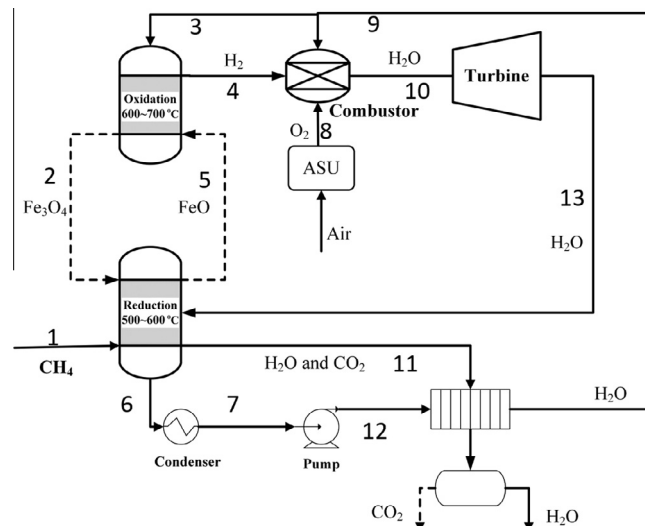 3
9
H₂
4
H₂O
10
Turbine
Oxidation
600~700℃
Combustor
O₂
8
ASU
Air
2
Fe₃O₄
5
FeO
13
H₂O
Reduction
500~600℃
1
CH₄
H₂O and CO₂
11
6
7
12
H₂O
Condenser
Pump
CO₂
H₂O